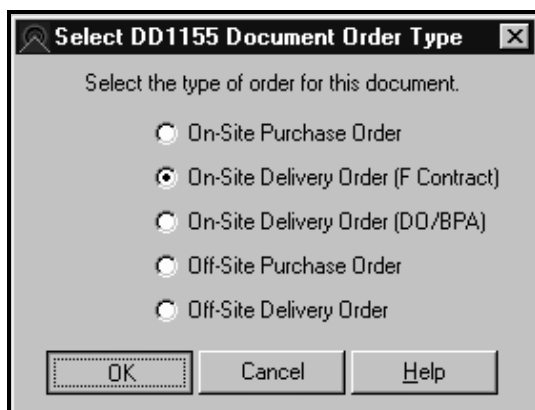 Select DD1155 Document Order Type
Select the type of order for this document.
On-Site Purchase Order
On-Site Delivery Order (F Contract)
On-Site Delivery Order (DO/BPA)
Off-Site Purchase Order
Off-Site Delivery Order
OK Cancel Help